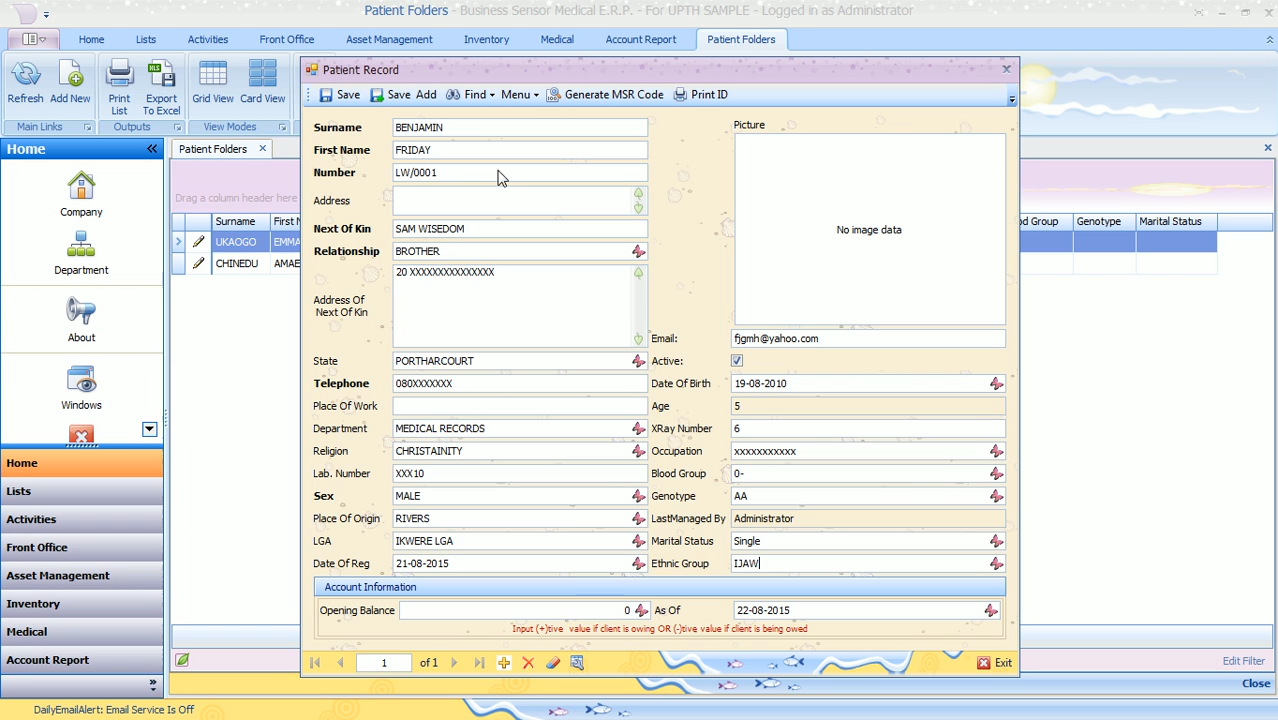 Patient Folders - Business Sensor Medical E.R.P. - For UPTH SAMPLE - Logged in as Administrator
Home Lists Activities Front Office Asset Management Inventory Medical Account Report Patient Folders
Refresh Add New Print List Export To Excel Grid View Card View
Main Links Outputs View Modes
Home
Patient Folders
Drag a column header here
Surname First N
UKAOGO EMMA
CHINEDU AMAE
od Group Genotype Marital Status
Company
Department
About
Windows
Home
Lists
Activities
Front Office
Asset Management
Inventory
Medical
Account Report
Patient Record
Save Save Add Find Menu Generate MSR Code Print ID
Surname BENJAMIN
First Name FRIDAY
Number LW/0001
Address
Next Of Kin SAM WISEDOM
Relationship BROTHER
Address Of Next Of Kin 20 XXXXXXXXXXXXXXX
State PORTHARCOURT
Telephone 080XXXXXXX
Place Of Work
Department MEDICAL RECORDS
Religion CHRISTAINITY
Lab. Number XXX10
Sex MALE
Place Of Origin RIVERS
LGA IKWERE LGA
Date Of Reg 21-08-2015
Picture
No image data
Email: fjgmh@yahoo.com
Active:
Date Of Birth 19-08-2010
Age 5
XRay Number 6
Occupation xxxxxxxxxxx
Blood Group 0-
Genotype AA
LastManaged By Administrator
Marital Status Single
Ethnic Group IJAW
Account Information
Opening Balance 0 As Of 22-08-2015
Input (+)tive value if client is owing OR (-)tive value if client is being owed
1 of 1 Exit
Edit Filter
Close
DailyEmailAlert: Email Service Is Off